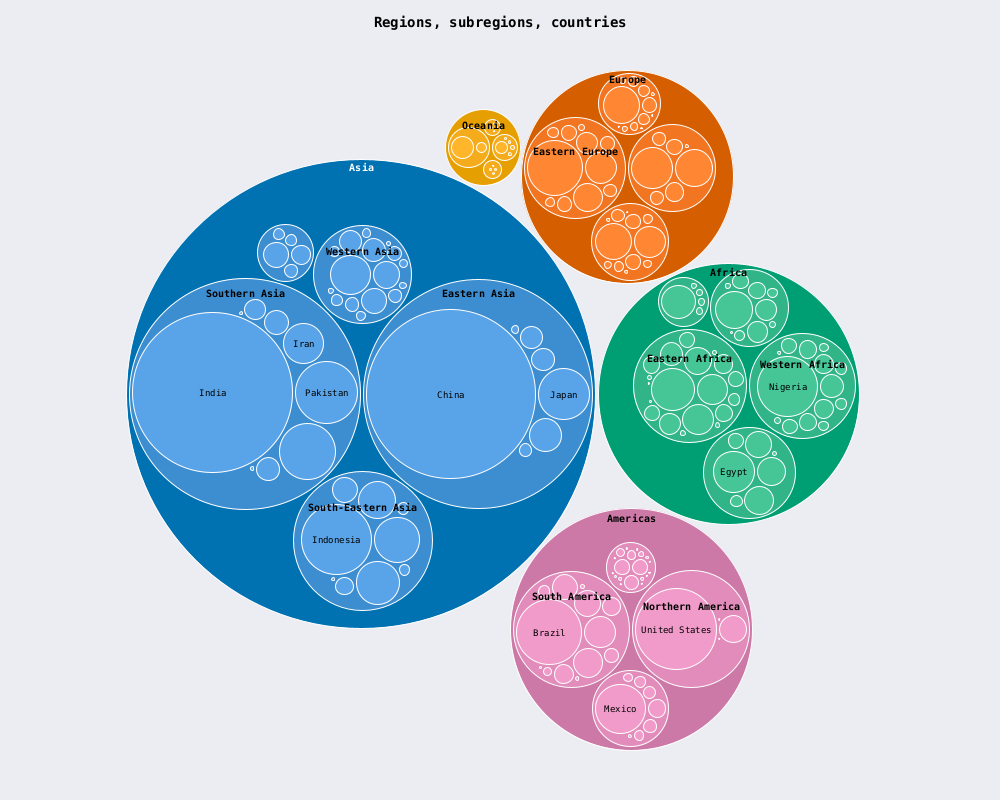 Regions, subregions, countries
Europe
Oceania
Eastern Europe
Asia
Western Asia
Africa
Southern Asia
Eastern Asia
Iran
Eastern Africa
Western Africa
Nigeria
India
Pakistan
China
Japan
Egypt
South-Eastern Asia
Americas
Indonesia
South America
Northern America
Brazil
United States
Mexico